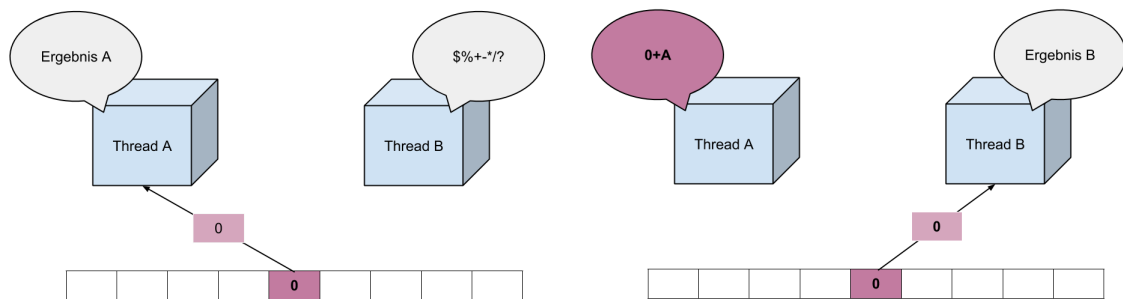 Ergebnis A
$%+-*/?
Thread A
Thread B
0
0
0+A
Ergebnis B
Thread A
Thread B
0
0